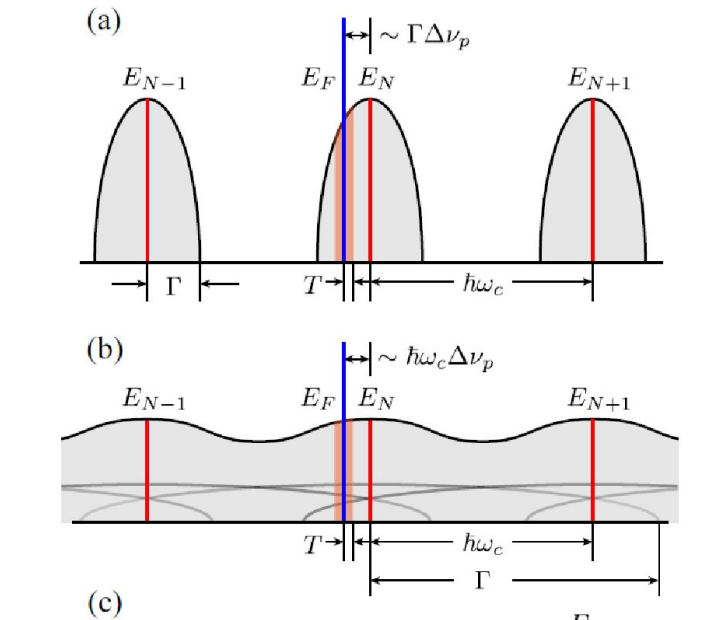 (a)
∼ ΓΔν_p
E_{N−1} E_F E_N E_{N+1}
Γ T ℏω_c
(b)
∼ ℏω_cΔν_p
E_{N−1} E_F E_N E_{N+1}
T ℏω_c
Γ
(c)